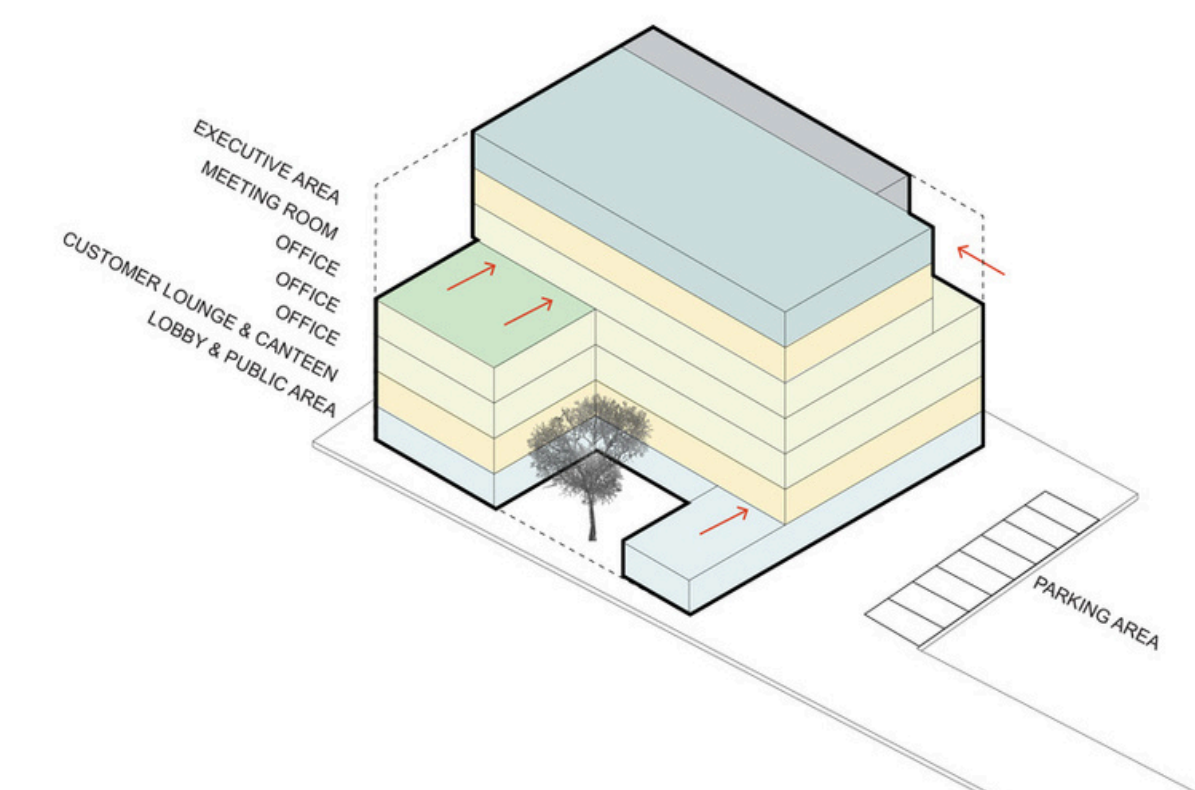 EXECUTIVE AREA
MEETING ROOM
OFFICE
OFFICE
OFFICE
CUSTOMER LOUNGE & CANTEEN
LOBBY & PUBLIC AREA
PARKING AREA